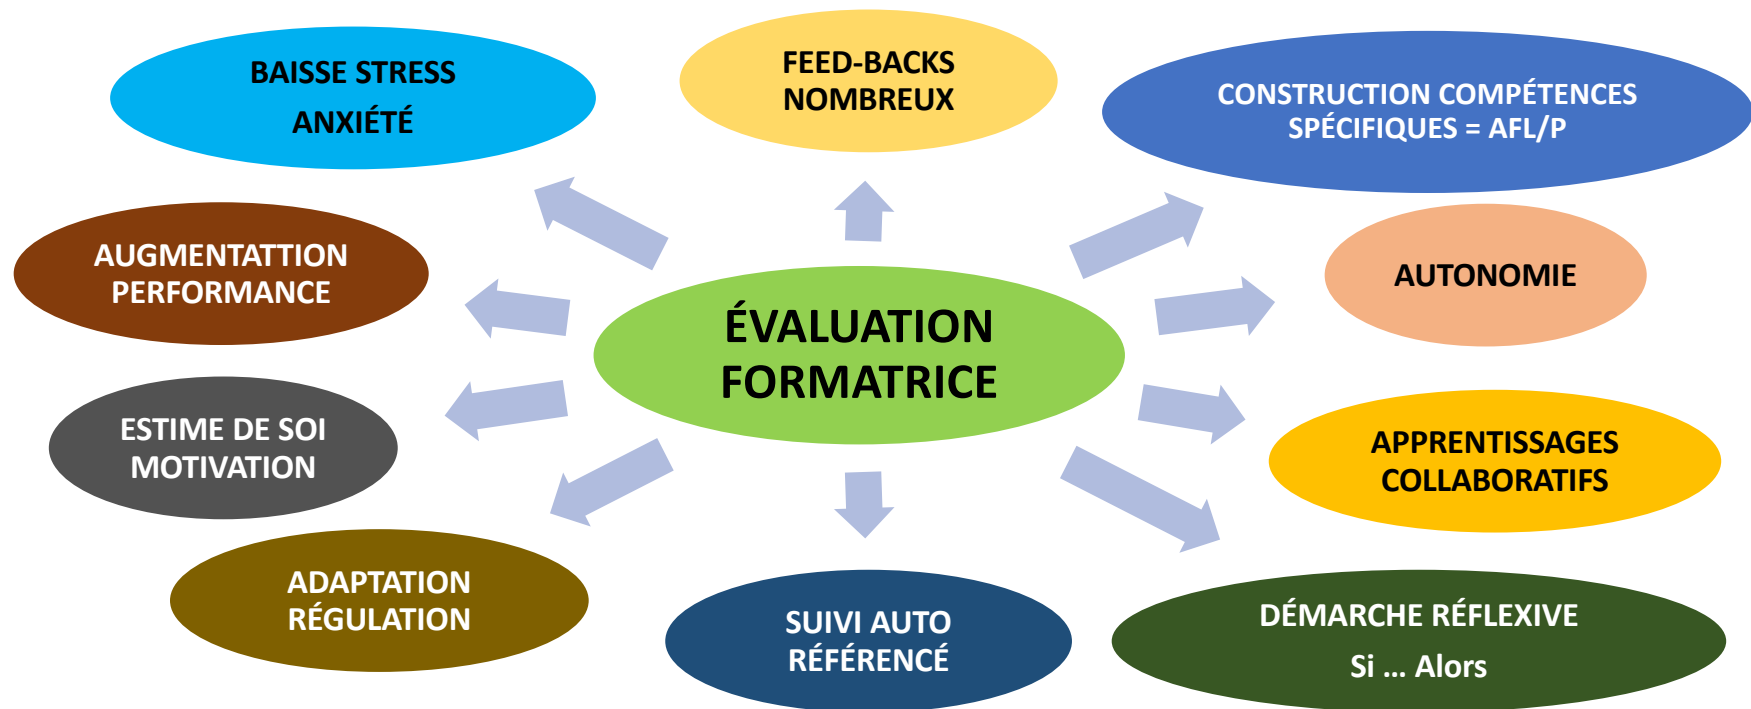 BAISSE STRESS
ANXIÉTÉ
FEED-BACKS
NOMBREUX
CONSTRUCTION COMPÉTENCES
SPÉCIFIQUES = AFL/P
AUGMENTATTION
PERFORMANCE
AUTONOMIE
ÉVALUATION
FORMATRICE
ESTIME DE SOI
MOTIVATION
APPRENTISSAGES
COLLABORATIFS
ADAPTATION
RÉGULATION
SUIVI AUTO
RÉFÉRENCÉ
DÉMARCHE RÉFLEXIVE
Si ... Alors